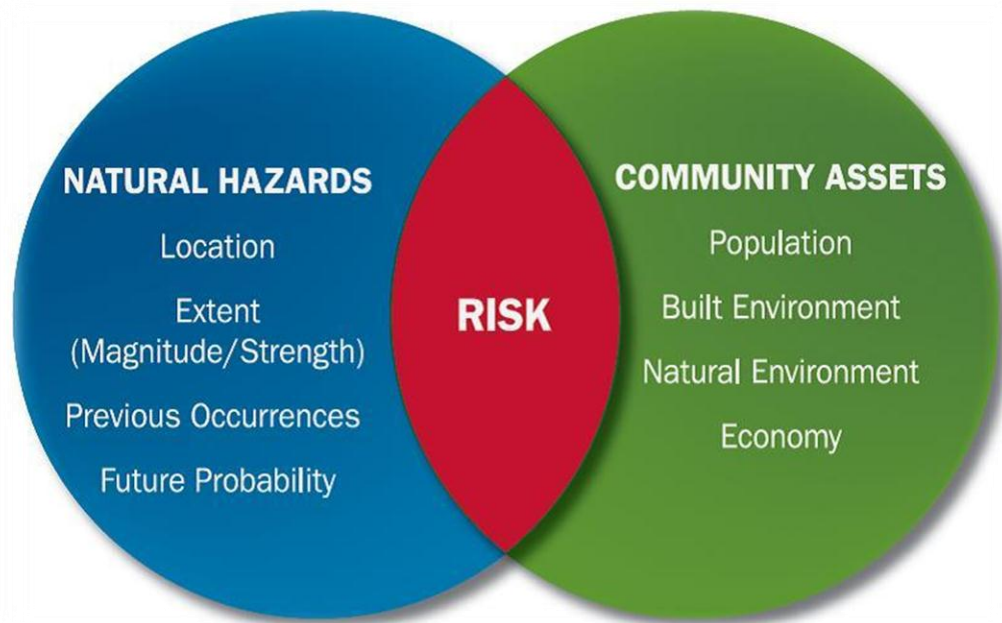 NATURAL HAZARDS
Location
Extent
(Magnitude/Strength)
Previous Occurrences
Future Probability
RISK
COMMUNITY ASSETS
Population
Built Environment
Natural Environment
Economy